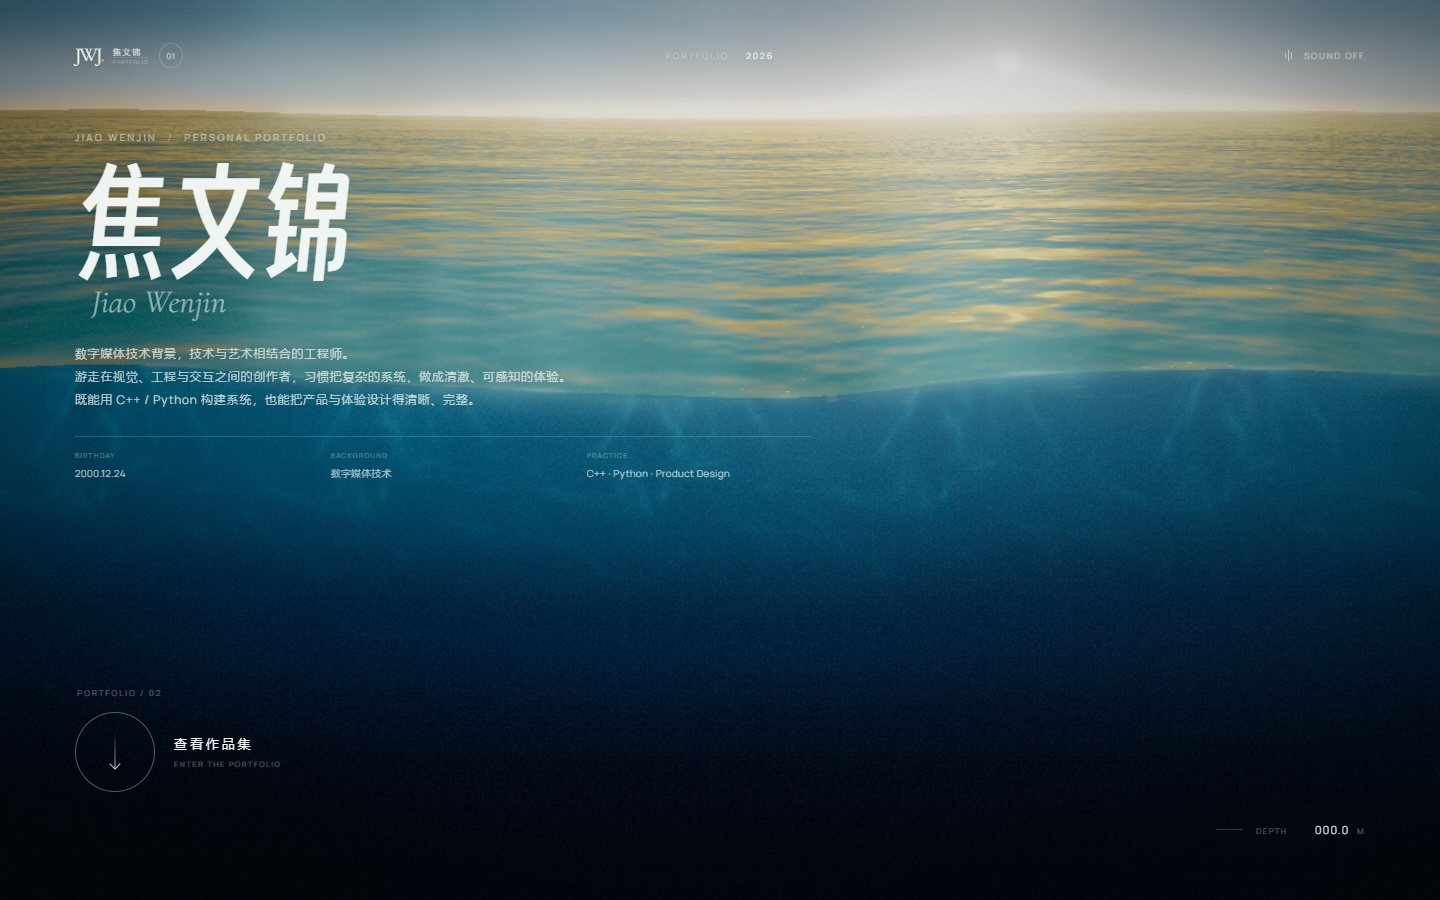 JWJ. 焦文锦 01
PORTFOLIO
PORTFOLIO 2026
SOUND OFF
JIAO WENJIN / PERSONAL PORTFOLIO
焦文锦
Jiao Wenjin
数字媒体技术背景，技术与艺术相结合的工程师。
游走在视觉、工程与交互之间的创作者，习惯把复杂的系统，做成清澈、可感知的体验。
既能用 C++ / Python 构建系统，也能把产品与体验设计得清晰、完整。
BIRTHDAY
2000.12.24
BACKGROUND
数字媒体技术
PRACTICE
C++ · Python · Product Design
PORTFOLIO / 02
查看作品集
ENTER THE PORTFOLIO
DEPTH 000.0 M